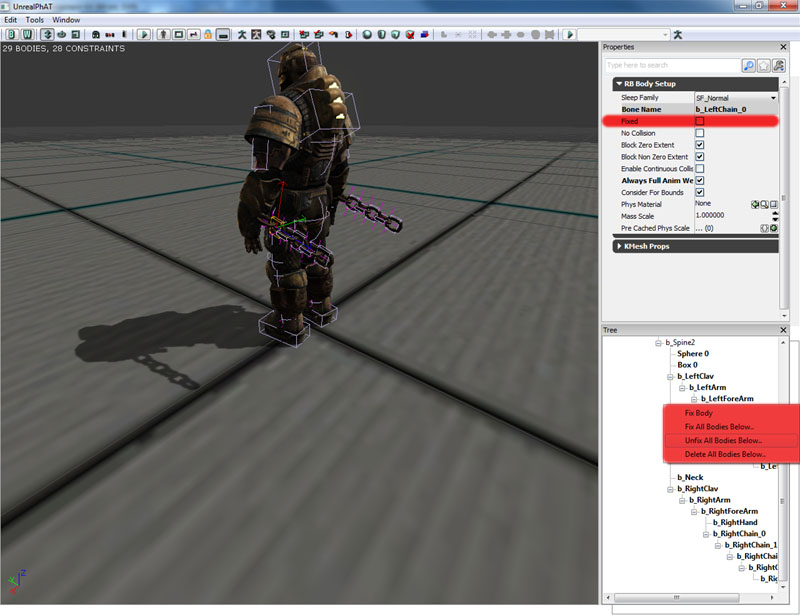 UnrealPhAT
Edit Tools Window
29 BODIES, 28 CONSTRAINTS
Properties
Type here to search
RB Body Setup
Sleep Family SF_Normal
Bone Name b_LeftChain_0
Fixed
No Collision
Block Zero Extent
Block Non Zero Extent
Enable Continuous Collis
Always Full Anim We
Consider For Bounds
Phys Material None
Mass Scale 1.000000
Pre Cached Phys Scale ... (0)
KMesh Props
Tree
b_Spine2
Sphere 0
Box 0
b_LeftClav
b_LeftArm
b_LeftForeArm
Fix Body
Fix All Bodies Below..
Unfix All Bodies Below..
Delete All Bodies Below..
b_Le
b_Neck
b_RightClav
b_RightArm
b_RightForeArm
b_RightHand
b_RightChain_0
b_RightChain_1
b_RightChai
b_RightC
b_Rig
Z